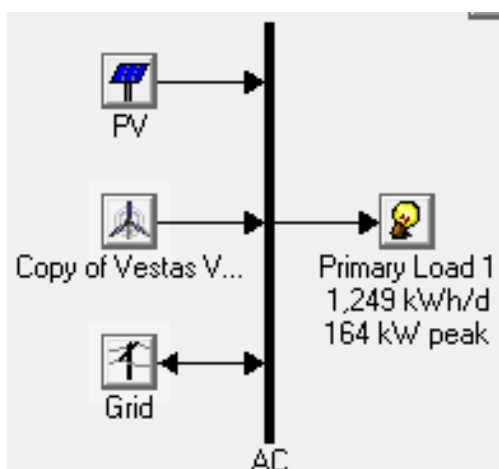 PV
Copy of Vestas V...
Primary Load 1
1,249 kWh/d
164 kW peak
Grid
AC